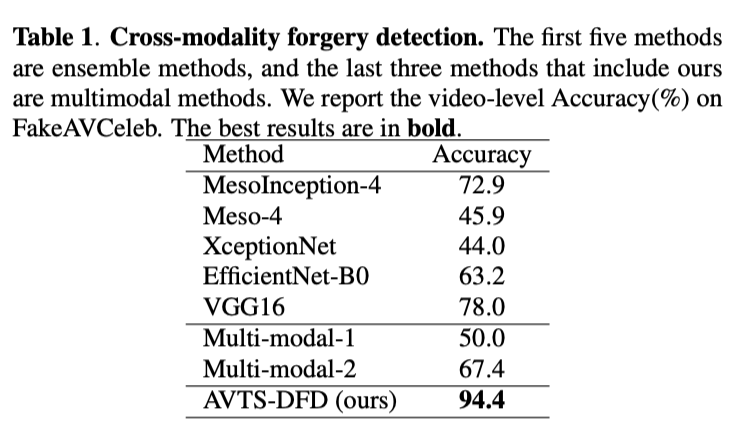 Table 1. Cross-modality forgery detection. The first five methods
are ensemble methods, and the last three methods that include ours
are multimodal methods. We report the video-level Accuracy(%) on
FakeAVCeleb. The best results are in bold.
Method Accuracy
MesoInception-4 72.9
Meso-4 45.9
XceptionNet 44.0
EfficientNet-B0 63.2
VGG16 78.0
Multi-modal-1 50.0
Multi-modal-2 67.4
AVTS-DFD (ours) 94.4